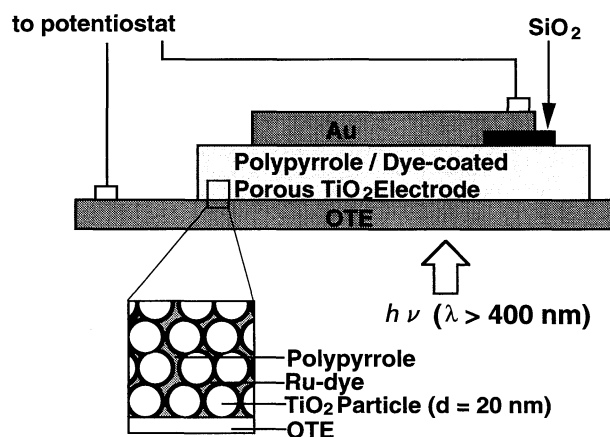 to potentiostat
SiO₂
Au
Polypyrrole / Dye-coated
Porous TiO₂ Electrode
OTE
hν (λ > 400 nm)
Polypyrrole
Ru-dye
TiO₂ Particle (d = 20 nm)
OTE